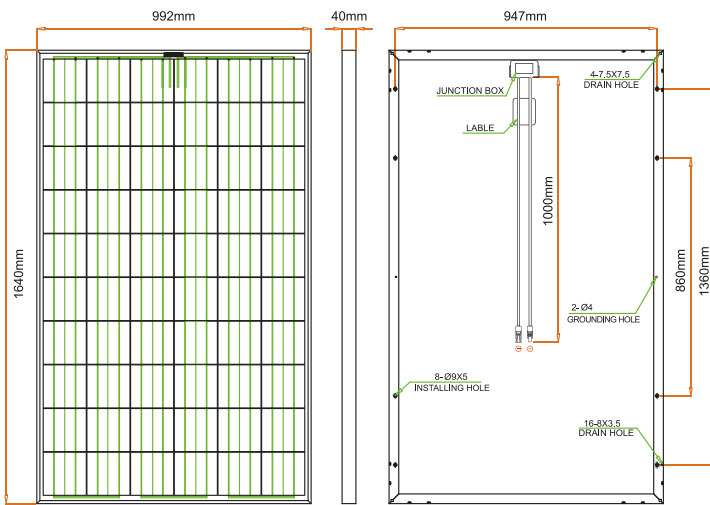 992mm
40mm
947mm
4-7.5X7.5
DRAIN HOLE
JUNCTION BOX
LABLE
1000mm
1640mm
860mm
1360mm
2-Ø4
GROUNDING HOLE
8-Ø9X5
INSTALLING HOLE
16-8X3.5
DRAIN HOLE